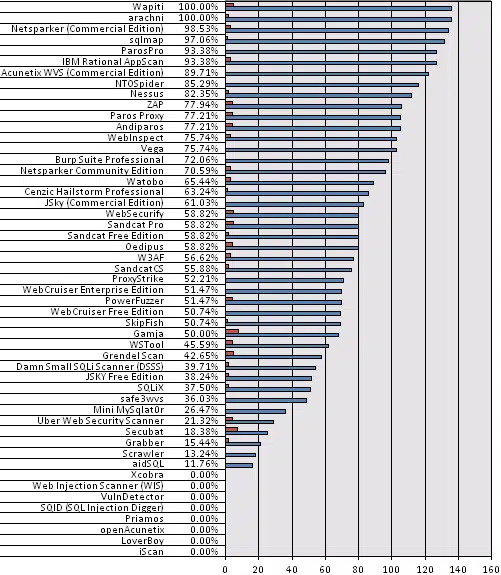 Wapiti 100.00%
arachni 100.00%
Netsparker (Commercial Edition) 98.53%
sqlmap 97.06%
ParosPro 93.38%
IBM Rational AppScan 93.38%
Acunetix WVS (Commercial Edition) 89.71%
NTOSpider 85.29%
Nessus 82.35%
ZAP 77.94%
Paros Proxy 77.21%
Andiparos 77.21%
WebInspect 75.74%
Vega 75.74%
Burp Suite Professional 72.06%
Netsparker Community Edition 70.59%
Watobo 65.44%
Cenzic Hailstorm Professional 63.24%
JSky (Commercial Edition) 61.03%
WebSecurify 58.82%
Sandcat Pro 58.82%
Sandcat Free Edition 58.82%
Oedipus 58.82%
W3AF 56.62%
SandcatCS 55.88%
ProxyStrike 52.21%
WebCruiser Enterprise Edition 51.47%
PowerFuzzer 51.47%
WebCruiser Free Edition 50.74%
SkipFish 50.74%
Gamja 50.00%
WSTool 45.59%
Grendel Scan 42.65%
Damn Small SQLi Scanner (DSSS) 39.71%
JSKY Free Edition 38.24%
SQLiX 37.50%
safe3wvs 36.03%
Mini MySqlat0r 26.47%
Uber Web Security Scanner 21.32%
Secubat 18.38%
Grabber 15.44%
Scrawler 13.24%
aidSQL 11.76%
Xcobra 0.00%
Web Injection Scanner (WIS) 0.00%
VulnDetector 0.00%
SQID (SQL Injection Digger) 0.00%
Priamos 0.00%
openAcunetix 0.00%
LoverBoy 0.00%
iScan 0.00%
0 20 40 60 80 100 120 140 160